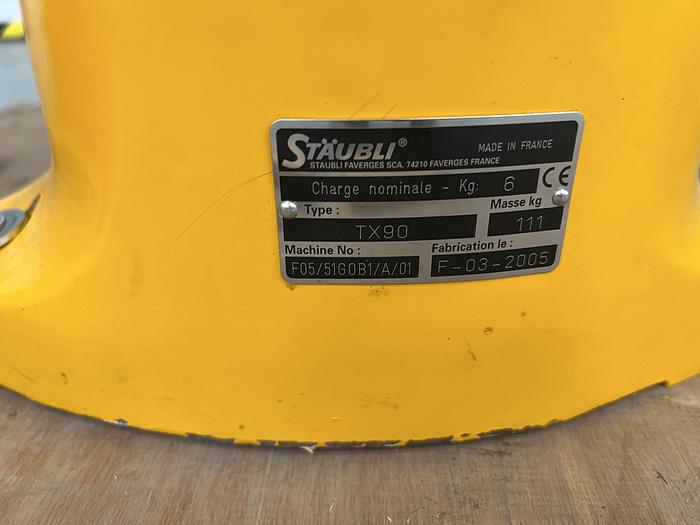 STÄUBLI® MADE IN FRANCE
STAUBLI FAVERGES SCA. 74210 FAVERGES FRANCE
Charge nominale - Kg: 6 CE
Type : Masse kg
TX90 111
Machine No : Fabrication le :
F05/51G0B1/A/01 F-03-2005